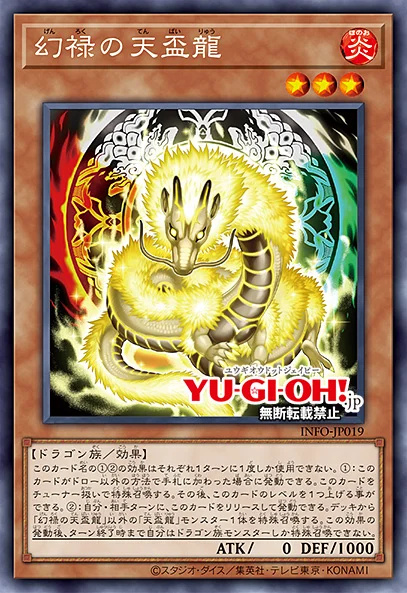 幻禄の天盃龍
げんろく てんぱいりゅう
炎
ほのお
ユウギオウドットジェイピー
YU-GI-OH!.jp
無断転載禁止
INFO-JP019
【ドラゴン族／効果】
このカード名の①②の効果はそれぞれ1ターンに1度しか使用できない。①：この
カードがドロー以外の方法で手札に加わった場合に発動できる。このカードを
チューナー扱いで特殊召喚する。その後、このカードのレベルを1つ上げる事が
できる。②：自分・相手ターンに、このカードをリリースして発動できる。デッキから
「幻禄の天盃龍」以外の「天盃龍」モンスター1体を特殊召喚する。この効果の
発動後、ターン終了時まで自分はドラゴン族モンスターしか特殊召喚できない。
ATK/ 0 DEF/1000
©スタジオ・ダイス／集英社・テレビ東京・KONAMI